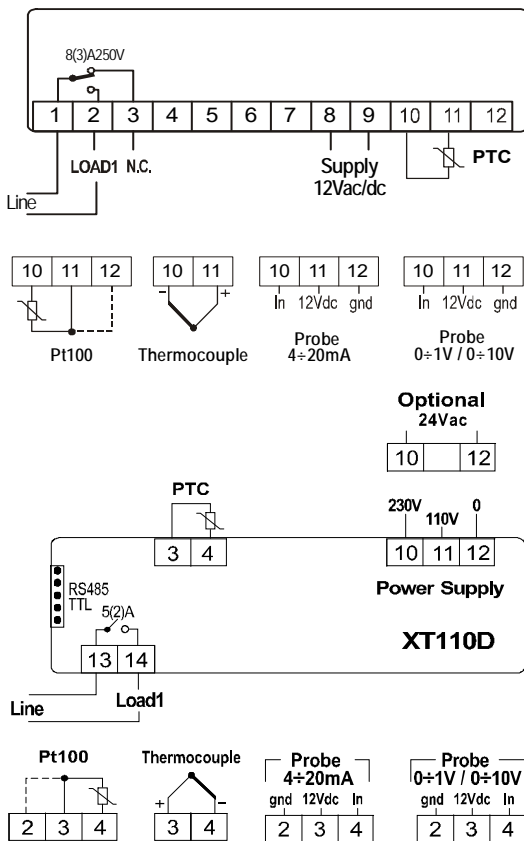 8(3)A250V
1 2 3 4 5 6 7 8 9 10 11 12
LOAD1 N.C.
Supply
12Vac/dc
PTC
Line
10 11 12
Pt100
10 11
- +
Thermocouple
10 11 12
In 12Vdc gnd
Probe
4÷20mA
10 11 12
In 12Vdc gnd
Probe
0÷1V / 0÷10V
Optional
24Vac
10 12
PTC
3 4
230V 110V 0
10 11 12
Power Supply
RS485
TTL
5(2)A
13 14
XT110D
Line
Load1
Pt100
2 3 4
Thermocouple
+ -
3 4
Probe
4÷20mA
gnd 12Vdc In
2 3 4
Probe
0÷1V / 0÷10V
gnd 12Vdc In
2 3 4